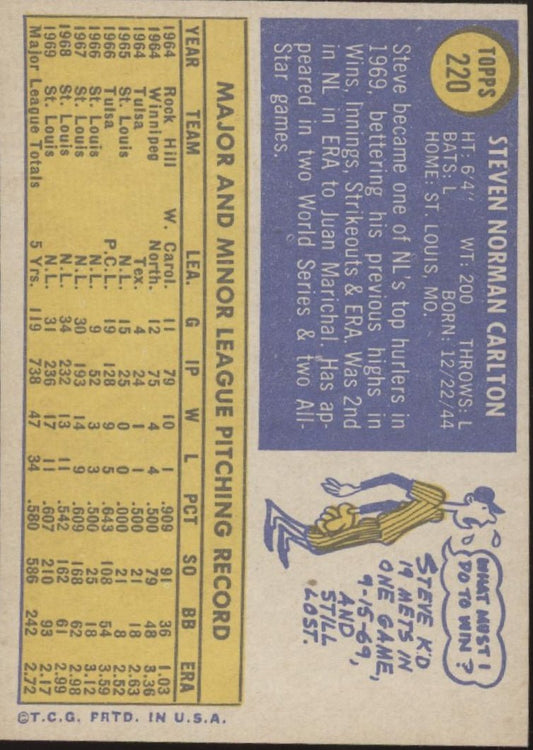 TOPPS
220
STEVEN NORMAN CARLTON
HT: 6'4" WT: 200 THROWS: L
BATS: L BORN: 12/22/44
HOME: ST. LOUIS, MO.
Steve became one of NL's top hurlers in
1969, bettering his previous highs in
Wins, Innings, Strikeouts & ERA. Was 2nd
in NL in ERA to Juan Marichal. Has ap-
peared in two World Series & two All-
Star games.
WHAT MUST I
DO TO WIN?
STEVE K'D
19 METS IN
ONE GAME,
9-15-69,
AND
STILL
LOST.
MAJOR AND MINOR LEAGUE PITCHING RECORD
YEAR TEAM LEA. G IP W L PCT SO BB ERA
1964 Rock Hill W. Carol. 11 79 10 1 .909 91 36 1.03
1964 Winnipeg North. 12 75 4 4 .500 79 48 3.36
1964 Tulsa Tex. 4 24 1 1 .500 21 18 2.63
1965 St. Louis N.L. 15 25 0 0 .000 21 8 2.52
1966 Tulsa P.C.L. 19 128 9 5 .643 108 54 3.59
1966 St. Louis N.L. 9 52 3 3 .500 25 18 3.12
1967 St. Louis N.L. 30 193 14 9 .609 168 62 2.98
1968 St. Louis N.L. 34 232 13 11 .542 162 61 2.99
1969 St. Louis N.L. 31 236 17 11 .607 210 93 2.17
Major League Totals 5 Yrs. 119 738 47 34 .580 586 242 2.72
©T.C.G. PRTD. IN U.S.A.